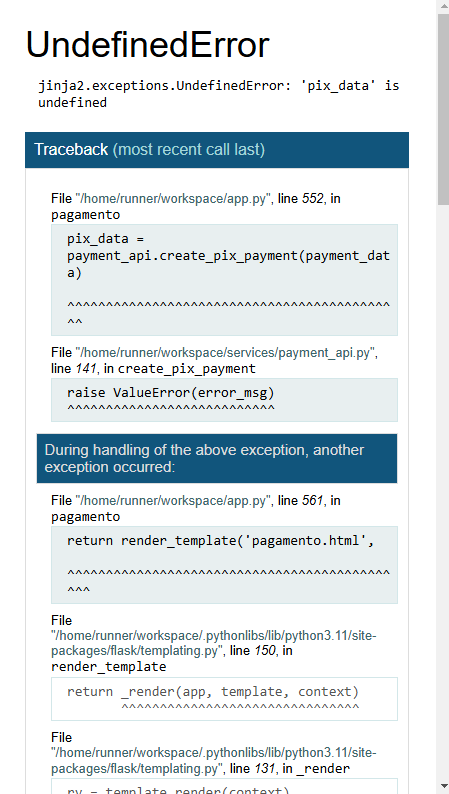 UndefinedError
jinja2.exceptions.UndefinedError: 'pix_data' is
undefined
Traceback (most recent call last)
File "/home/runner/workspace/app.py", line 552, in
pagamento
pix_data =
payment_api.create_pix_payment(payment_dat
a)
^^^^^^^^^^^^^^^^^^^^^^^^^^^^^^^^^^^^^^^^^^
^^
File "/home/runner/workspace/services/payment_api.py",
line 141, in create_pix_payment
raise ValueError(error_msg)
^^^^^^^^^^^^^^^^^^^^^^^^^^^
During handling of the above exception, another
exception occurred:
File "/home/runner/workspace/app.py", line 561, in
pagamento
return render_template('pagamento.html',
^^^^^^^^^^^^^^^^^^^^^^^^^^^^^^^^^^^^^^^^^^
^^^
File
"/home/runner/workspace/.pythonlibs/lib/python3.11/site-
packages/flask/templating.py", line 150, in
render_template
return _render(app, template, context)
^^^^^^^^^^^^^^^^^^^^^^^^^^^^^^^
File
"/home/runner/workspace/.pythonlibs/lib/python3.11/site-
packages/flask/templating.py", line 131, in _render
rv = template.render(context)